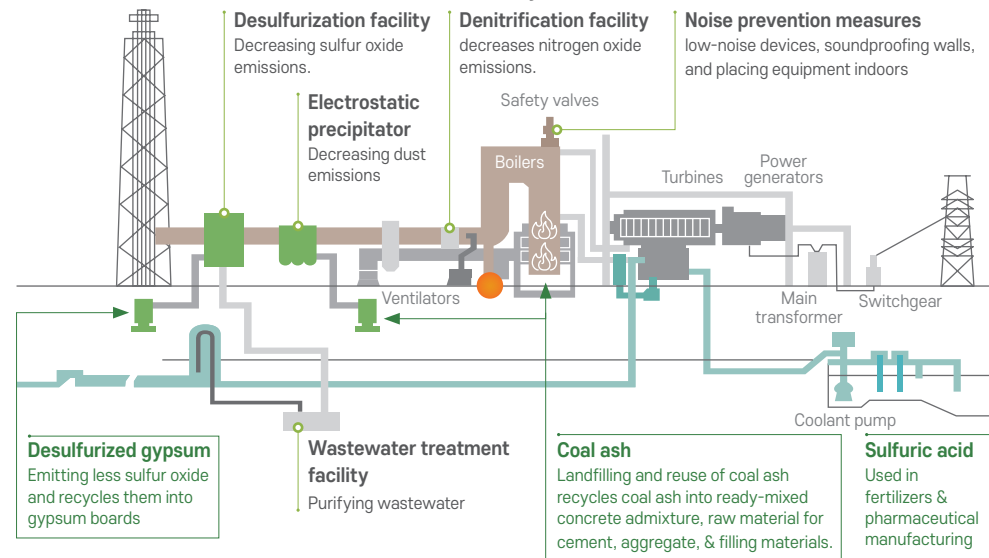 Desulfurization facility
Decreasing sulfur oxide
emissions.
Denitrification facility
decreases nitrogen oxide
emissions.
Noise prevention measures
low-noise devices, soundproofing walls,
and placing equipment indoors
Electrostatic
precipitator
Decreasing dust
emissions
Safety valves
Boilers
Turbines
Power
generators
Ventilators
Main
transformer
Switchgear
Coolant pump
Desulfurized gypsum
Emitting less sulfur oxide
and recycles them into
gypsum boards
Wastewater treatment
facility
Purifying wastewater
Coal ash
Landfilling and reuse of coal ash
recycles coal ash into ready-mixed
concrete admixture, raw material for
cement, aggregate, & filling materials.
Sulfuric acid
Used in
fertilizers &
pharmaceutical
manufacturing